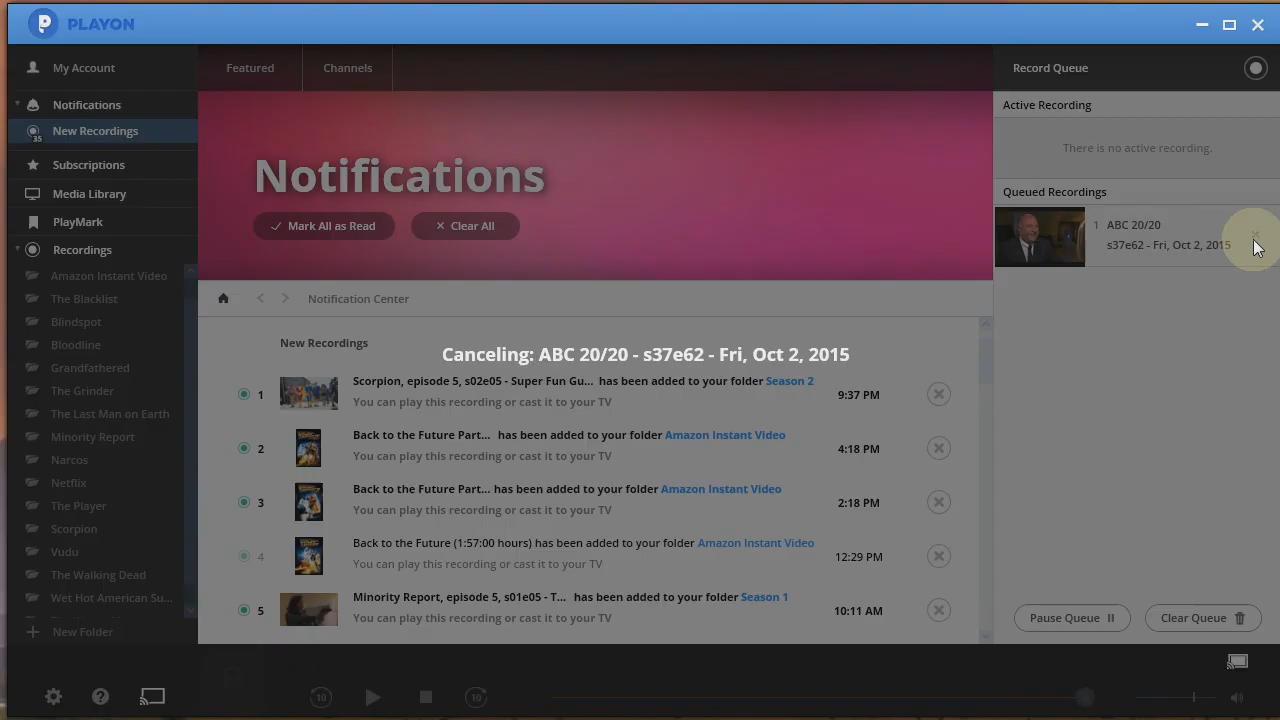 PLAYON
My Account
Notifications
35
New Recordings
Subscriptions
Media Library
PlayMark
Recordings
Amazon Instant Video
The Blacklist
Blindspot
Bloodline
Grandfathered
The Grinder
The Last Man on Earth
Minority Report
Narcos
Netflix
The Player
Scorpion
Vudu
The Walking Dead
Wet Hot American Su...
New Folder
Featured
Channels
Notifications
Mark All as Read
Clear All
Notification Center
New Recordings
Canceling: ABC 20/20 - s37e62 - Fri, Oct 2, 2015
1
Scorpion, episode 5, s02e05 - Super Fun Gu... has been added to your folder Season 2
You can play this recording or cast it to your TV
9:37 PM
2
Back to the Future Part... has been added to your folder Amazon Instant Video
You can play this recording or cast it to your TV
4:18 PM
3
Back to the Future Part... has been added to your folder Amazon Instant Video
You can play this recording or cast it to your TV
2:18 PM
4
Back to the Future (1:57:00 hours) has been added to your folder Amazon Instant Video
You can play this recording or cast it to your TV
12:29 PM
5
Minority Report, episode 5, s01e05 - T... has been added to your folder Season 1
You can play this recording or cast it to your TV
10:11 AM
Record Queue
Active Recording
There is no active recording.
Queued Recordings
1 ABC 20/20
s37e62 - Fri, Oct 2, 2015
Pause Queue
Clear Queue
10
10